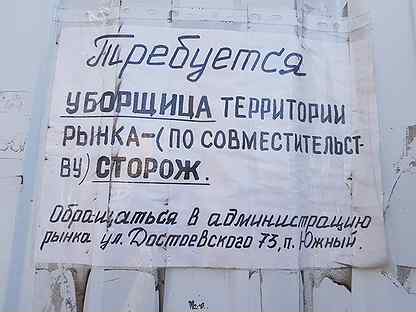 Требуется
УБОРЩИЦА ТЕРРИТОРИИ
РЫНКА-(ПО СОВМЕСТИТЕЛЬСТ-
ВУ) СТОРОЖ.
Обращаться в администрацию
рынка ул. Достоевского 73, п. Южный.